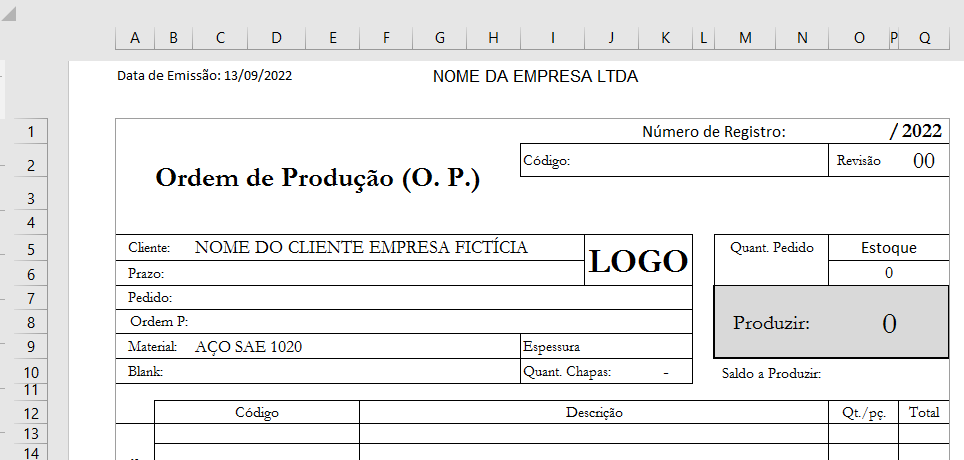 A B C D E F G H I J K L M N O P Q
Data de Emissão: 13/09/2022 NOME DA EMPRESA LTDA
1 Número de Registro: / 2022
2 Código: Revisão 00
Ordem de Produção (O. P.)
3
4
5 Cliente: NOME DO CLIENTE EMPRESA FICTÍCIA LOGO Quant. Pedido Estoque
6 Prazo: 0
7 Pedido:
8 Ordem P: Produzir: 0
9 Material: AÇO SAE 1020 Espessura
10 Blank: Quant. Chapas: - Saldo a Produzir:
11
12 Código Descrição Qt./pç. Total
13
14